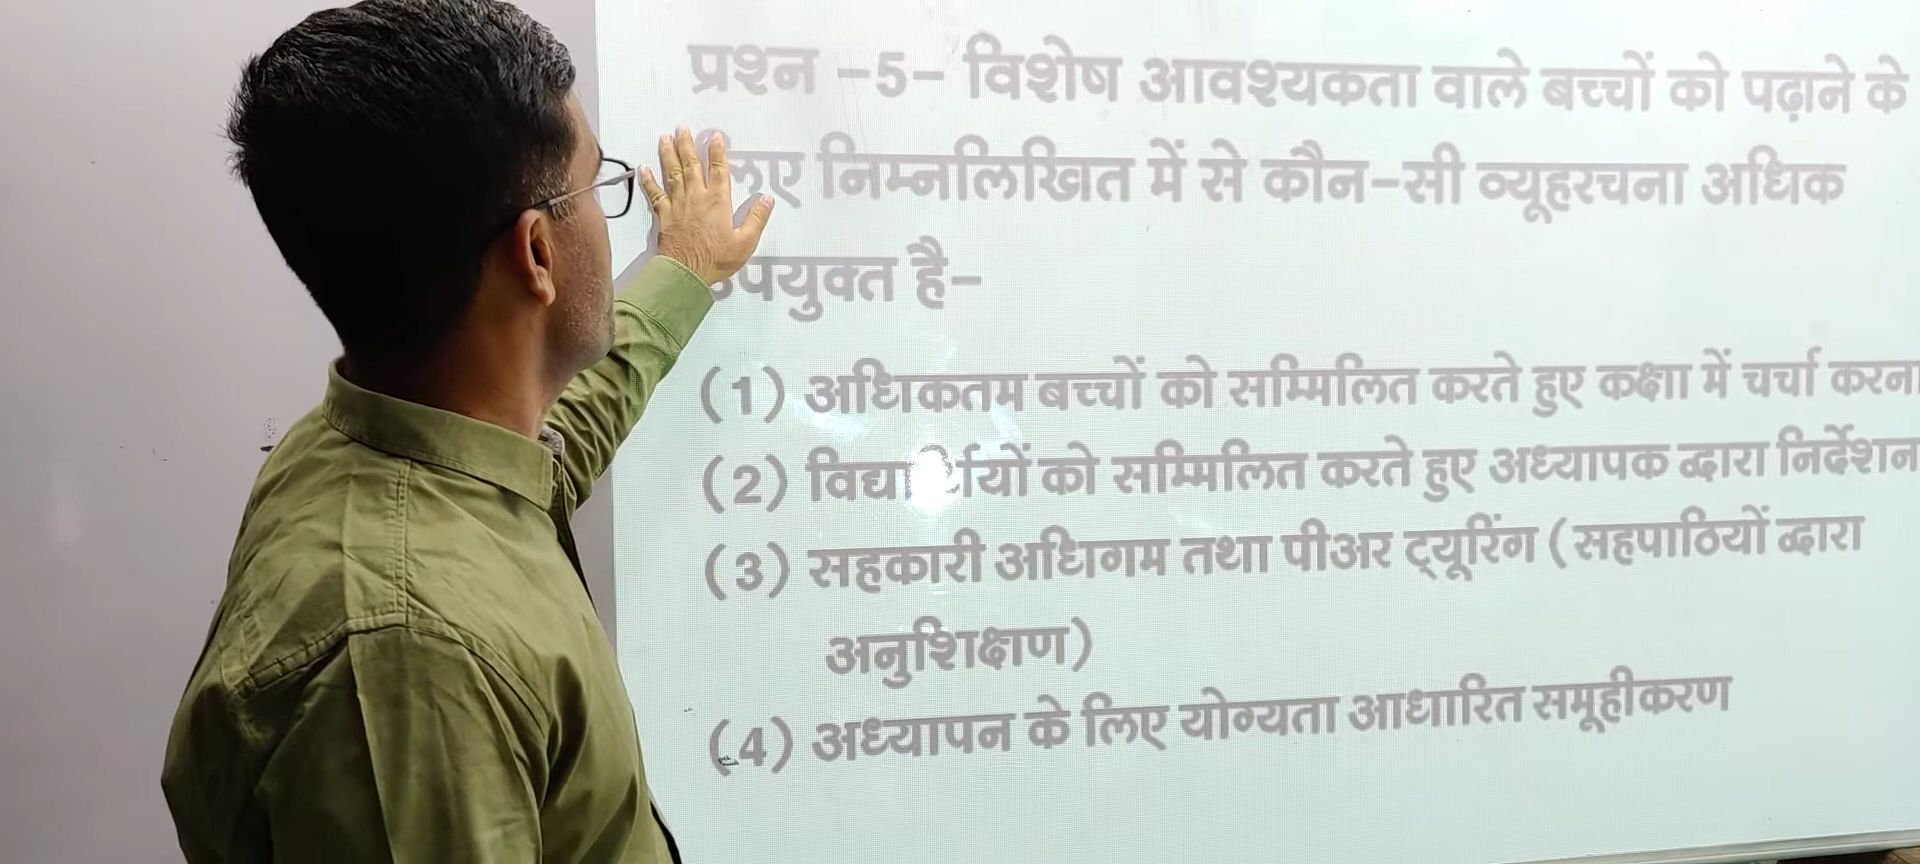 प्रश्न -5- विशेष आवश्यकता वाले बच्चों को पढ़ाने के
लिए निम्नलिखित में से कौन-सी व्यूहरचना अधिक
उपयुक्त है-
(1) अधिकतम बच्चों को सम्मिलित करते हुए कक्षा में चर्चा करना
(2) विद्यार्थियों को सम्मिलित करते हुए अध्यापक द्वारा निर्देशन
(3) सहकारी अधिगम तथा पीअर ट्यूरिंग (सहपाठियों द्वारा
अनुशिक्षण)
(4) अध्यापन के लिए योग्यता आधारित समूहीकरण